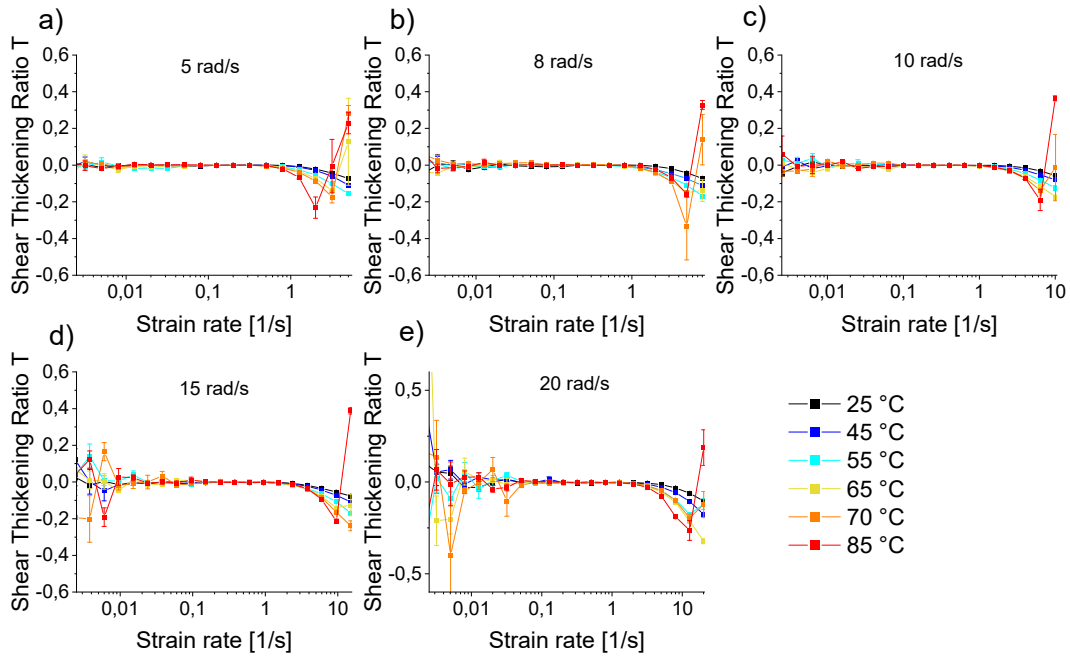 a)
Shear Thickening Ratio T
0,6
0,4
0,2
0,0
-0,2
-0,4
-0,6
5 rad/s
0,01
0,1
1
Strain rate [1/s]
b)
Shear Thickening Ratio T
0,6
0,4
0,2
0,0
-0,2
-0,4
-0,6
8 rad/s
0,01
0,1
1
Strain rate [1/s]
c)
Shear Thickening Ratio T
0,6
0,4
0,2
0,0
-0,2
-0,4
-0,6
10 rad/s
0,01
0,1
1
10
Strain rate [1/s]
d)
Shear Thickening Ratio T
0,6
0,4
0,2
0,0
-0,2
-0,4
-0,6
15 rad/s
0,01
0,1
1
10
Strain rate [1/s]
e)
Shear Thickening Ratio T
0,5
0,0
-0,5
20 rad/s
0,01
0,1
1
10
Strain rate [1/s]
25 °C
45 °C
55 °C
65 °C
70 °C
85 °C